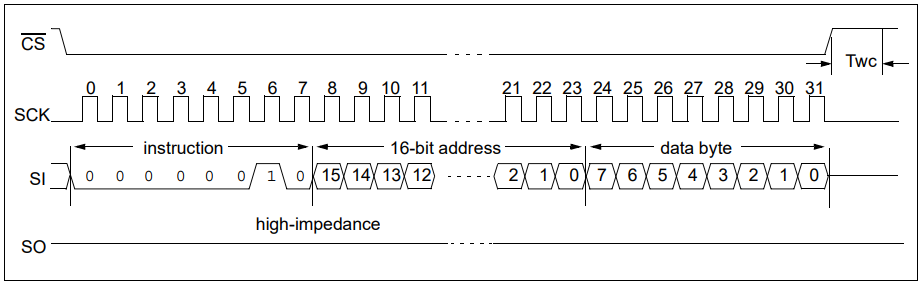 CS
Twc
0 1 2 3 4 5 6 7 8 9 10 11 21 22 23 24 25 26 27 28 29 30 31
SCK
instruction 16-bit address data byte
SI 0 0 0 0 0 0 1 0 15 14 13 12 2 1 0 7 6 5 4 3 2 1 0
high-impedance
SO